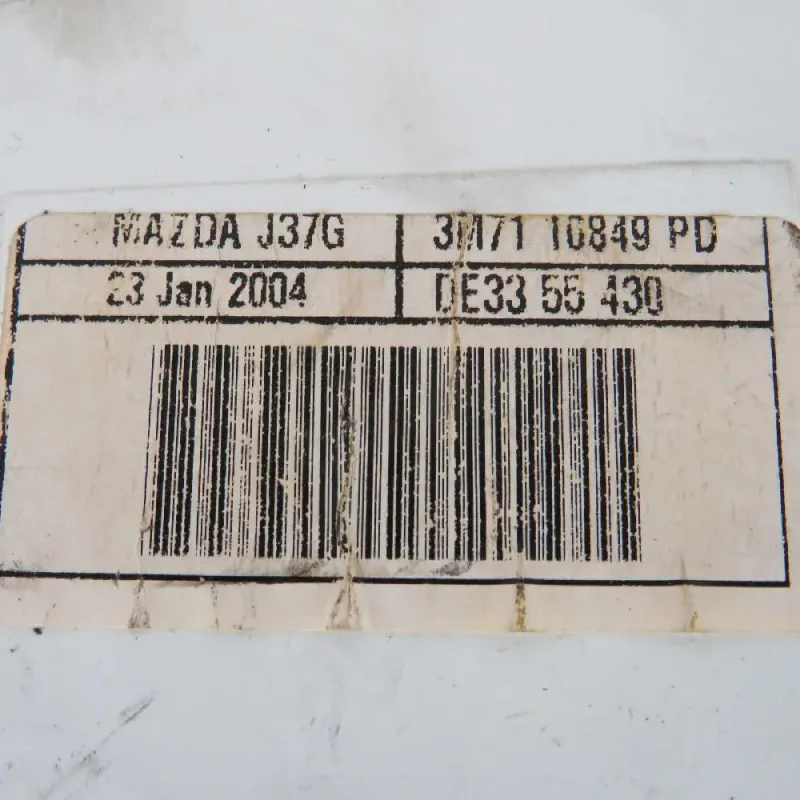 MAZDA J37G 3M71 10849 PD
23 Jan 2004 DE33 55 430